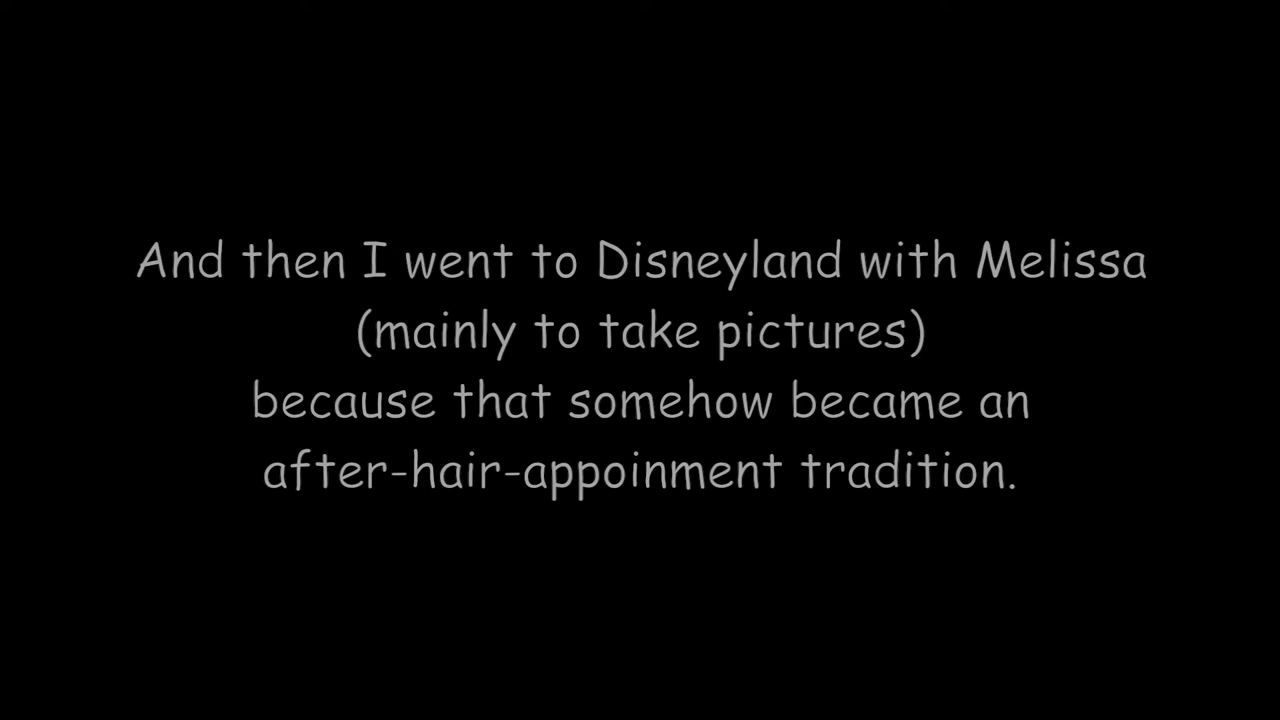 And then I went to Disneyland with Melissa
(mainly to take pictures)
because that somehow became an
after-hair-appoinment tradition.